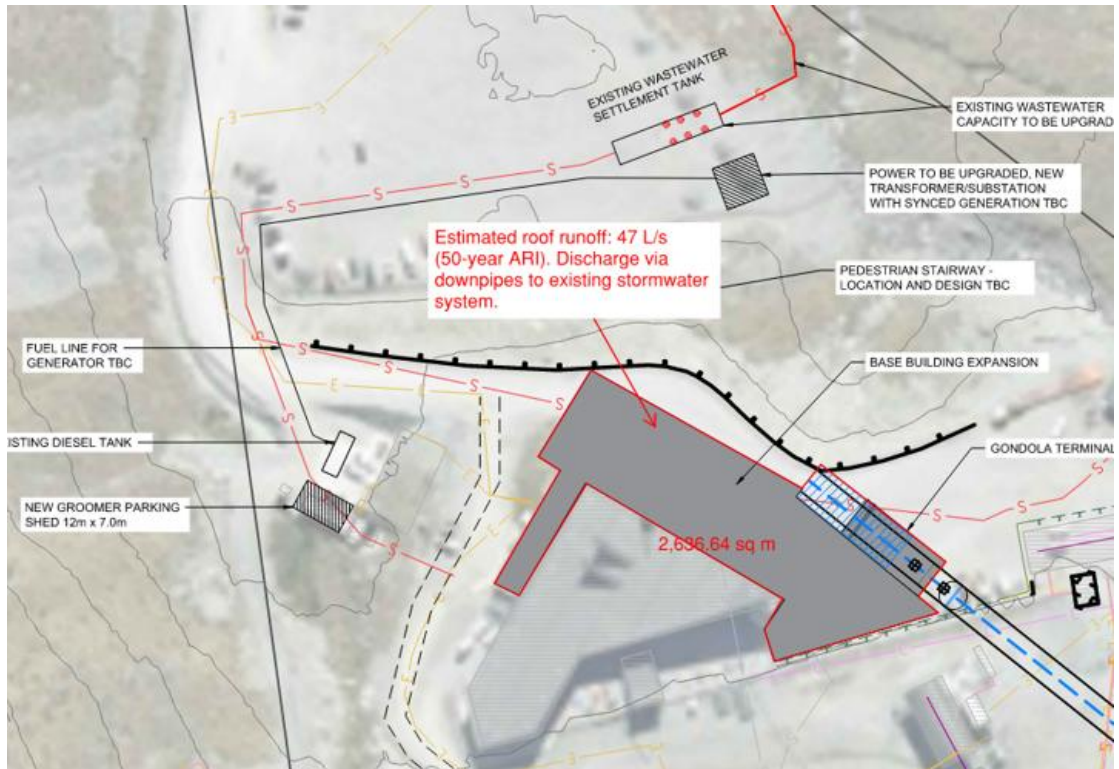 EXISTING WASTEWATER
SETTLEMENT TANK
EXISTING WASTEWATER
CAPACITY TO BE UPGRAD
POWER TO BE UPGRADED, NEW
TRANSFORMER/SUBSTATION
WITH SYNCED GENERATION TBC
Estimated roof runoff: 47 L/s
(50-year ARI). Discharge via
downpipes to existing stormwater
system.
PEDESTRIAN STAIRWAY -
LOCATION AND DESIGN TBC
FUEL LINE FOR
GENERATOR TBC
BASE BUILDING EXPANSION
ISTING DIESEL TANK
GONDOLA TERMINAL
NEW GROOMER PARKING
SHED 12m x 7.0m
2,636.64 sq m